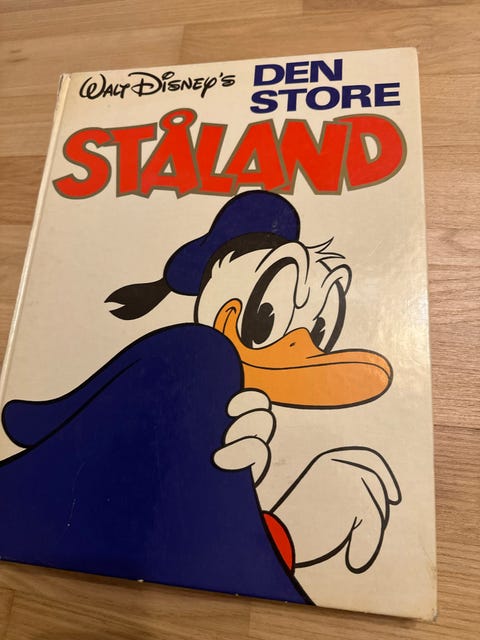 WALT DISNEY'S
DEN
STORE
STÅLAND